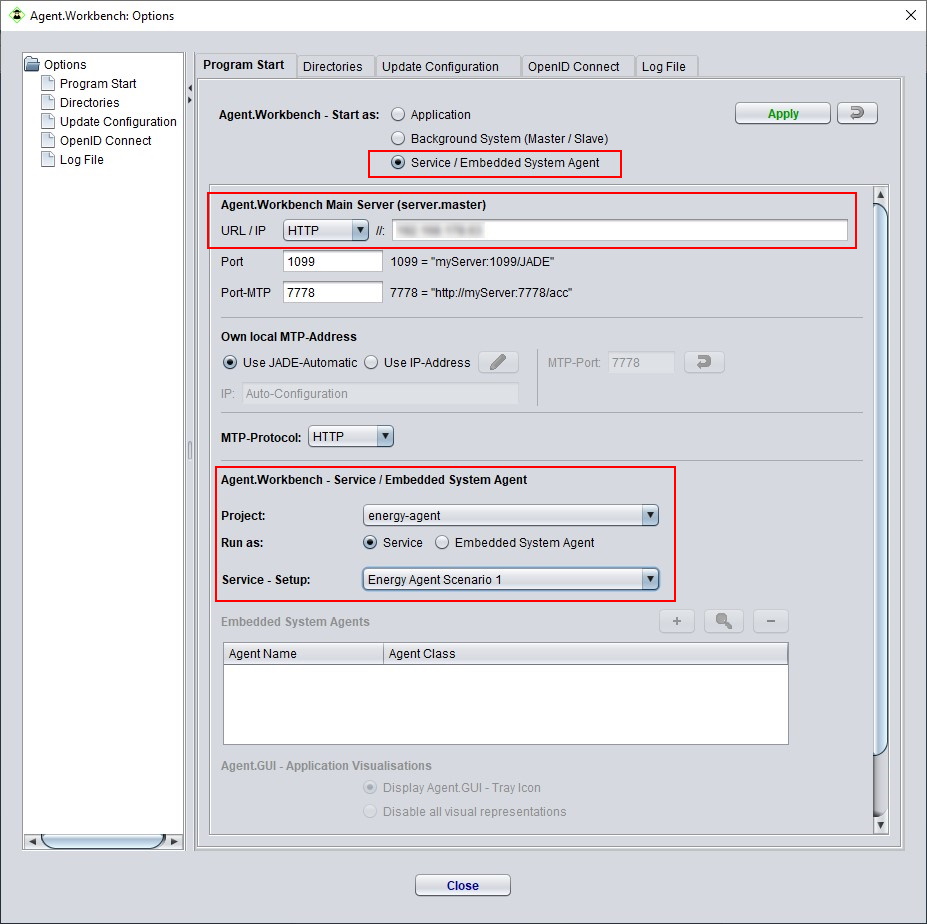 Agent.Workbench: Options
Options
Program Start
Directories
Update Configuration
OpenID Connect
Log File
Program Start Directories Update Configuration OpenID Connect Log File
Agent.Workbench - Start as: Application Apply
Background System (Master / Slave)
Service / Embedded System Agent
Agent.Workbench Main Server (server.master)
URL / IP HTTP //:
Port 1099 1099 = "myServer:1099/JADE"
Port-MTP 7778 7778 = "http://myServer:7778/acc"
Own local MTP-Address
Use JADE-Automatic Use IP-Address MTP-Port: 7778
IP: Auto-Configuration
MTP-Protocol: HTTP
Agent.Workbench - Service / Embedded System Agent
Project: energy-agent
Run as: Service Embedded System Agent
Service - Setup: Energy Agent Scenario 1
Embedded System Agents + −
Agent Name Agent Class
Agent.GUI - Application Visualisations
Display Agent.GUI - Tray Icon
Disable all visual representations
Close